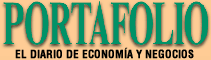 PORTAFOLIO
EL DIARIO DE ECONOMÍA Y NEGOCIOS